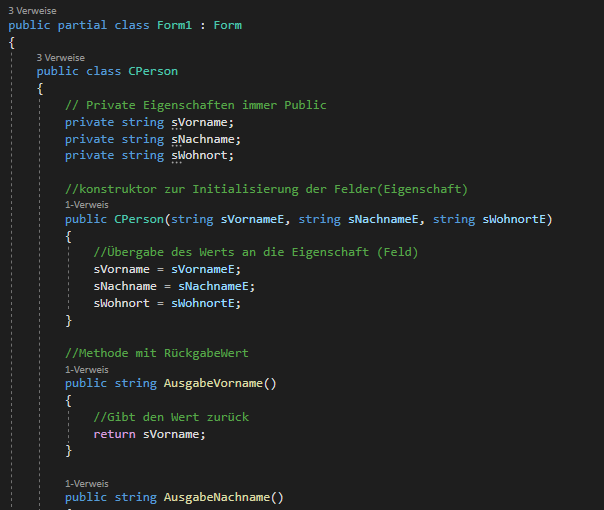 3 Verweise
public partial class Form1 : Form
{
3 Verweise
public class CPerson
{
// Private Eigenschaften immer Public
private string sVorname;
private string sNachname;
private string sWohnort;
//konstruktor zur Initialisierung der Felder(Eigenschaft)
1-Verweis
public CPerson(string sVornameE, string sNachnameE, string sWohnortE)
{
//Übergabe des Werts an die Eigenschaft (Feld)
sVorname = sVornameE;
sNachname = sNachnameE;
sWohnort = sWohnortE;
}
//Methode mit RückgabeWert
1-Verweis
public string AusgabeVorname()
{
//Gibt den Wert zurück
return sVorname;
}
1-Verweis
public string AusgabeNachname()
{